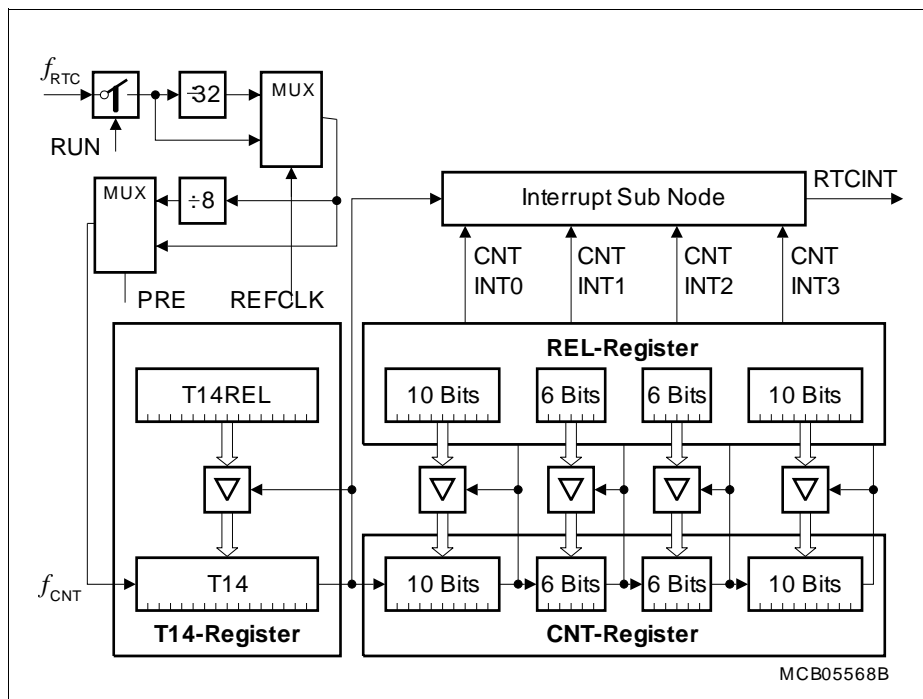 fRTC
÷32
MUX
RUN
MUX
÷8
PRE
REFCLK
Interrupt Sub Node
RTCINT
CNT
INT0
CNT
INT1
CNT
INT2
CNT
INT3
REL-Register
T14REL
10 Bits
6 Bits
6 Bits
10 Bits
fCNT
T14
10 Bits
6 Bits
6 Bits
10 Bits
T14-Register
CNT-Register
MCB05568B